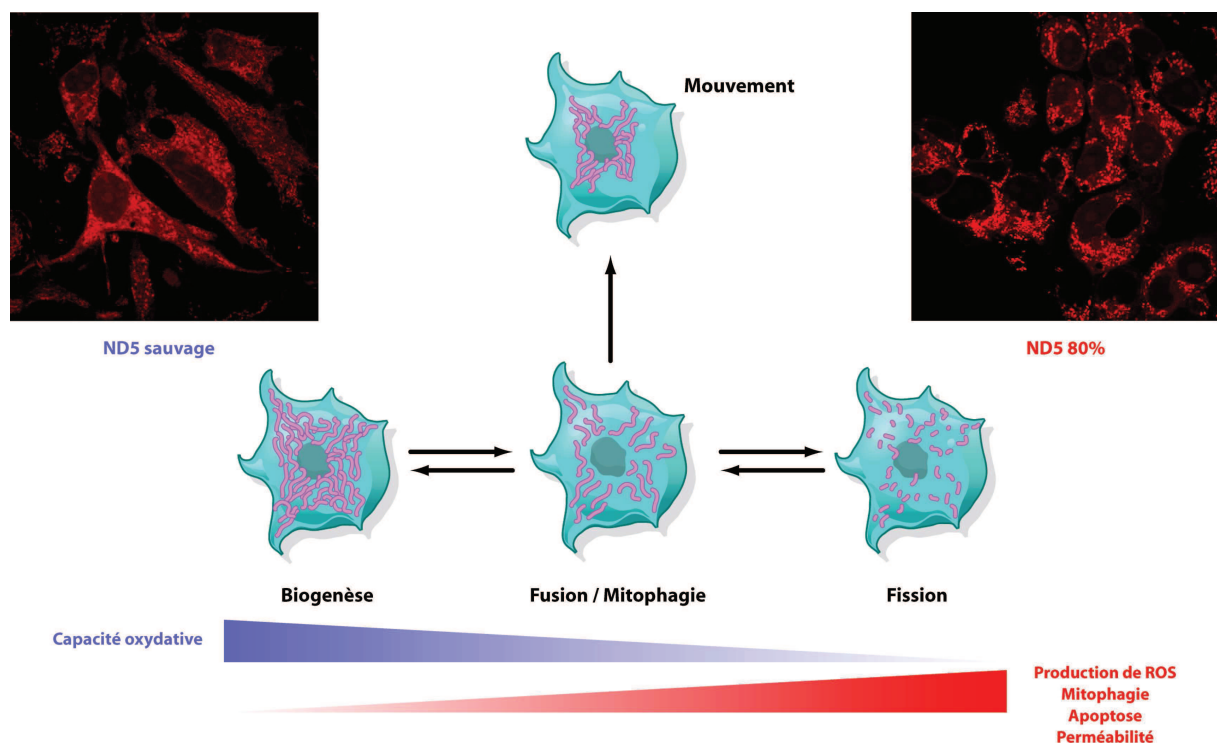 Mouvement
ND5 sauvage
ND5 80%
Biogenèse
Fusion / Mitophagie
Fission
Capacité oxydative
Production de ROS
Mitophagie
Apoptose
Perméabilité